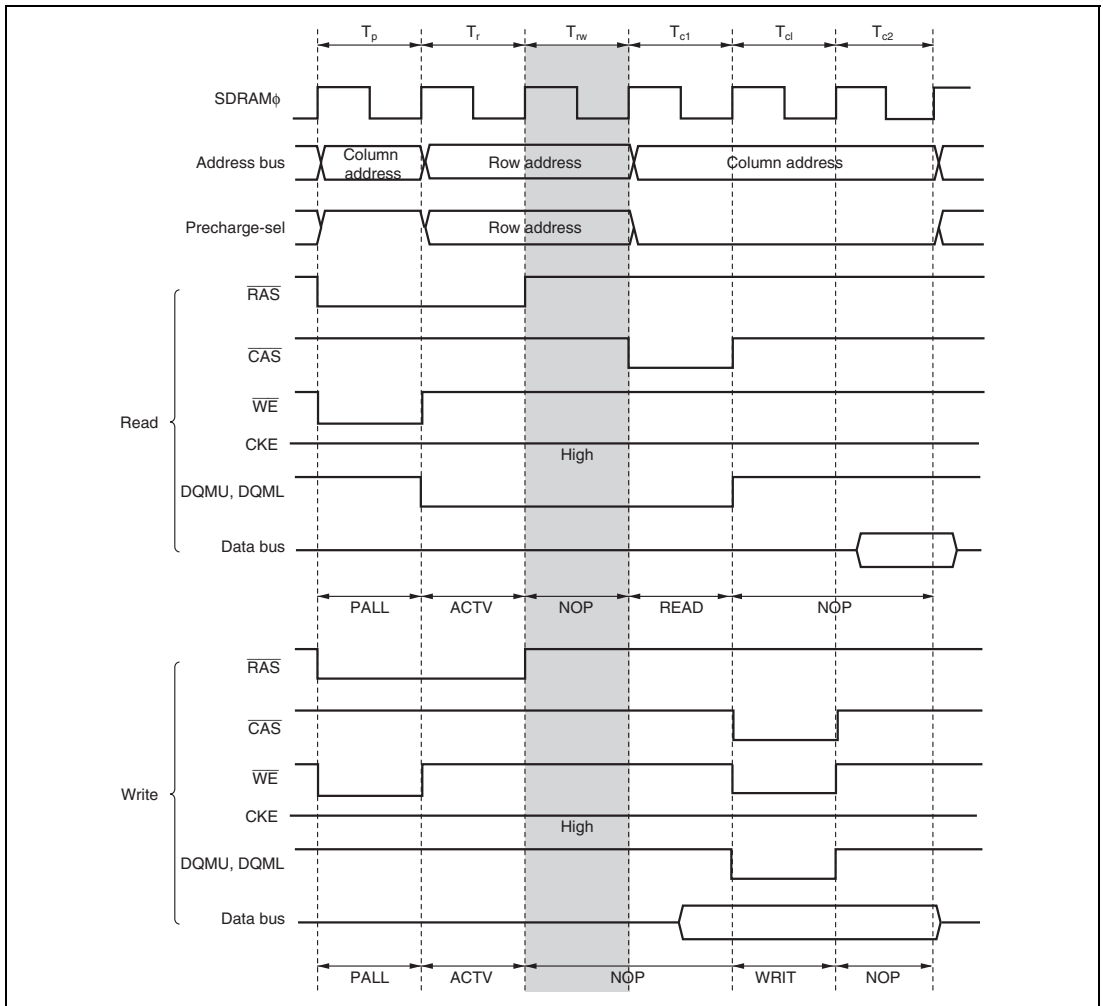 Tp Tr Trw Tc1 Tcl Tc2
SDRAMϕ
Address bus Column address Row address Column address
Precharge-sel Row address
Read
RAS
CAS
WE
CKE High
DQMU, DQML
Data bus
PALL ACTV NOP READ NOP
Write
RAS
CAS
WE
CKE High
DQMU, DQML
Data bus
PALL ACTV NOP WRIT NOP